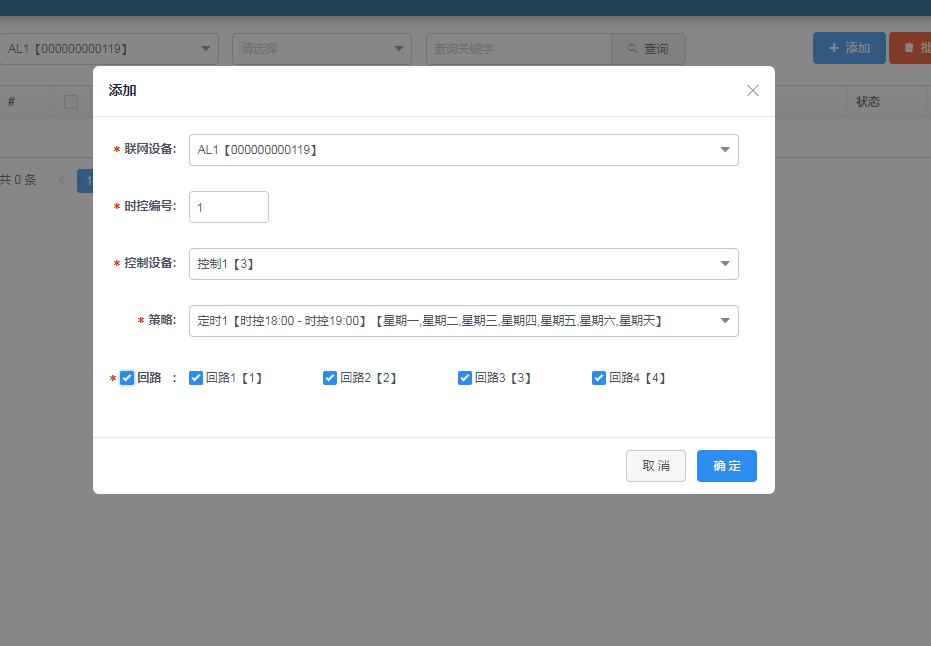 AL1【000000000119】 请选择 查询关键字 查询 添加 批
添加
# 状态
* 联网设备: AL1【000000000119】
共 0 条 1
* 时控编号: 1
* 控制设备: 控制1【3】
* 策略: 定时1【时控18:00 - 时控19:00】【星期一,星期二,星期三,星期四,星期五,星期六,星期天】
* 回路 : 回路1【1】 回路2【2】 回路3【3】 回路4【4】
取 消 确 定